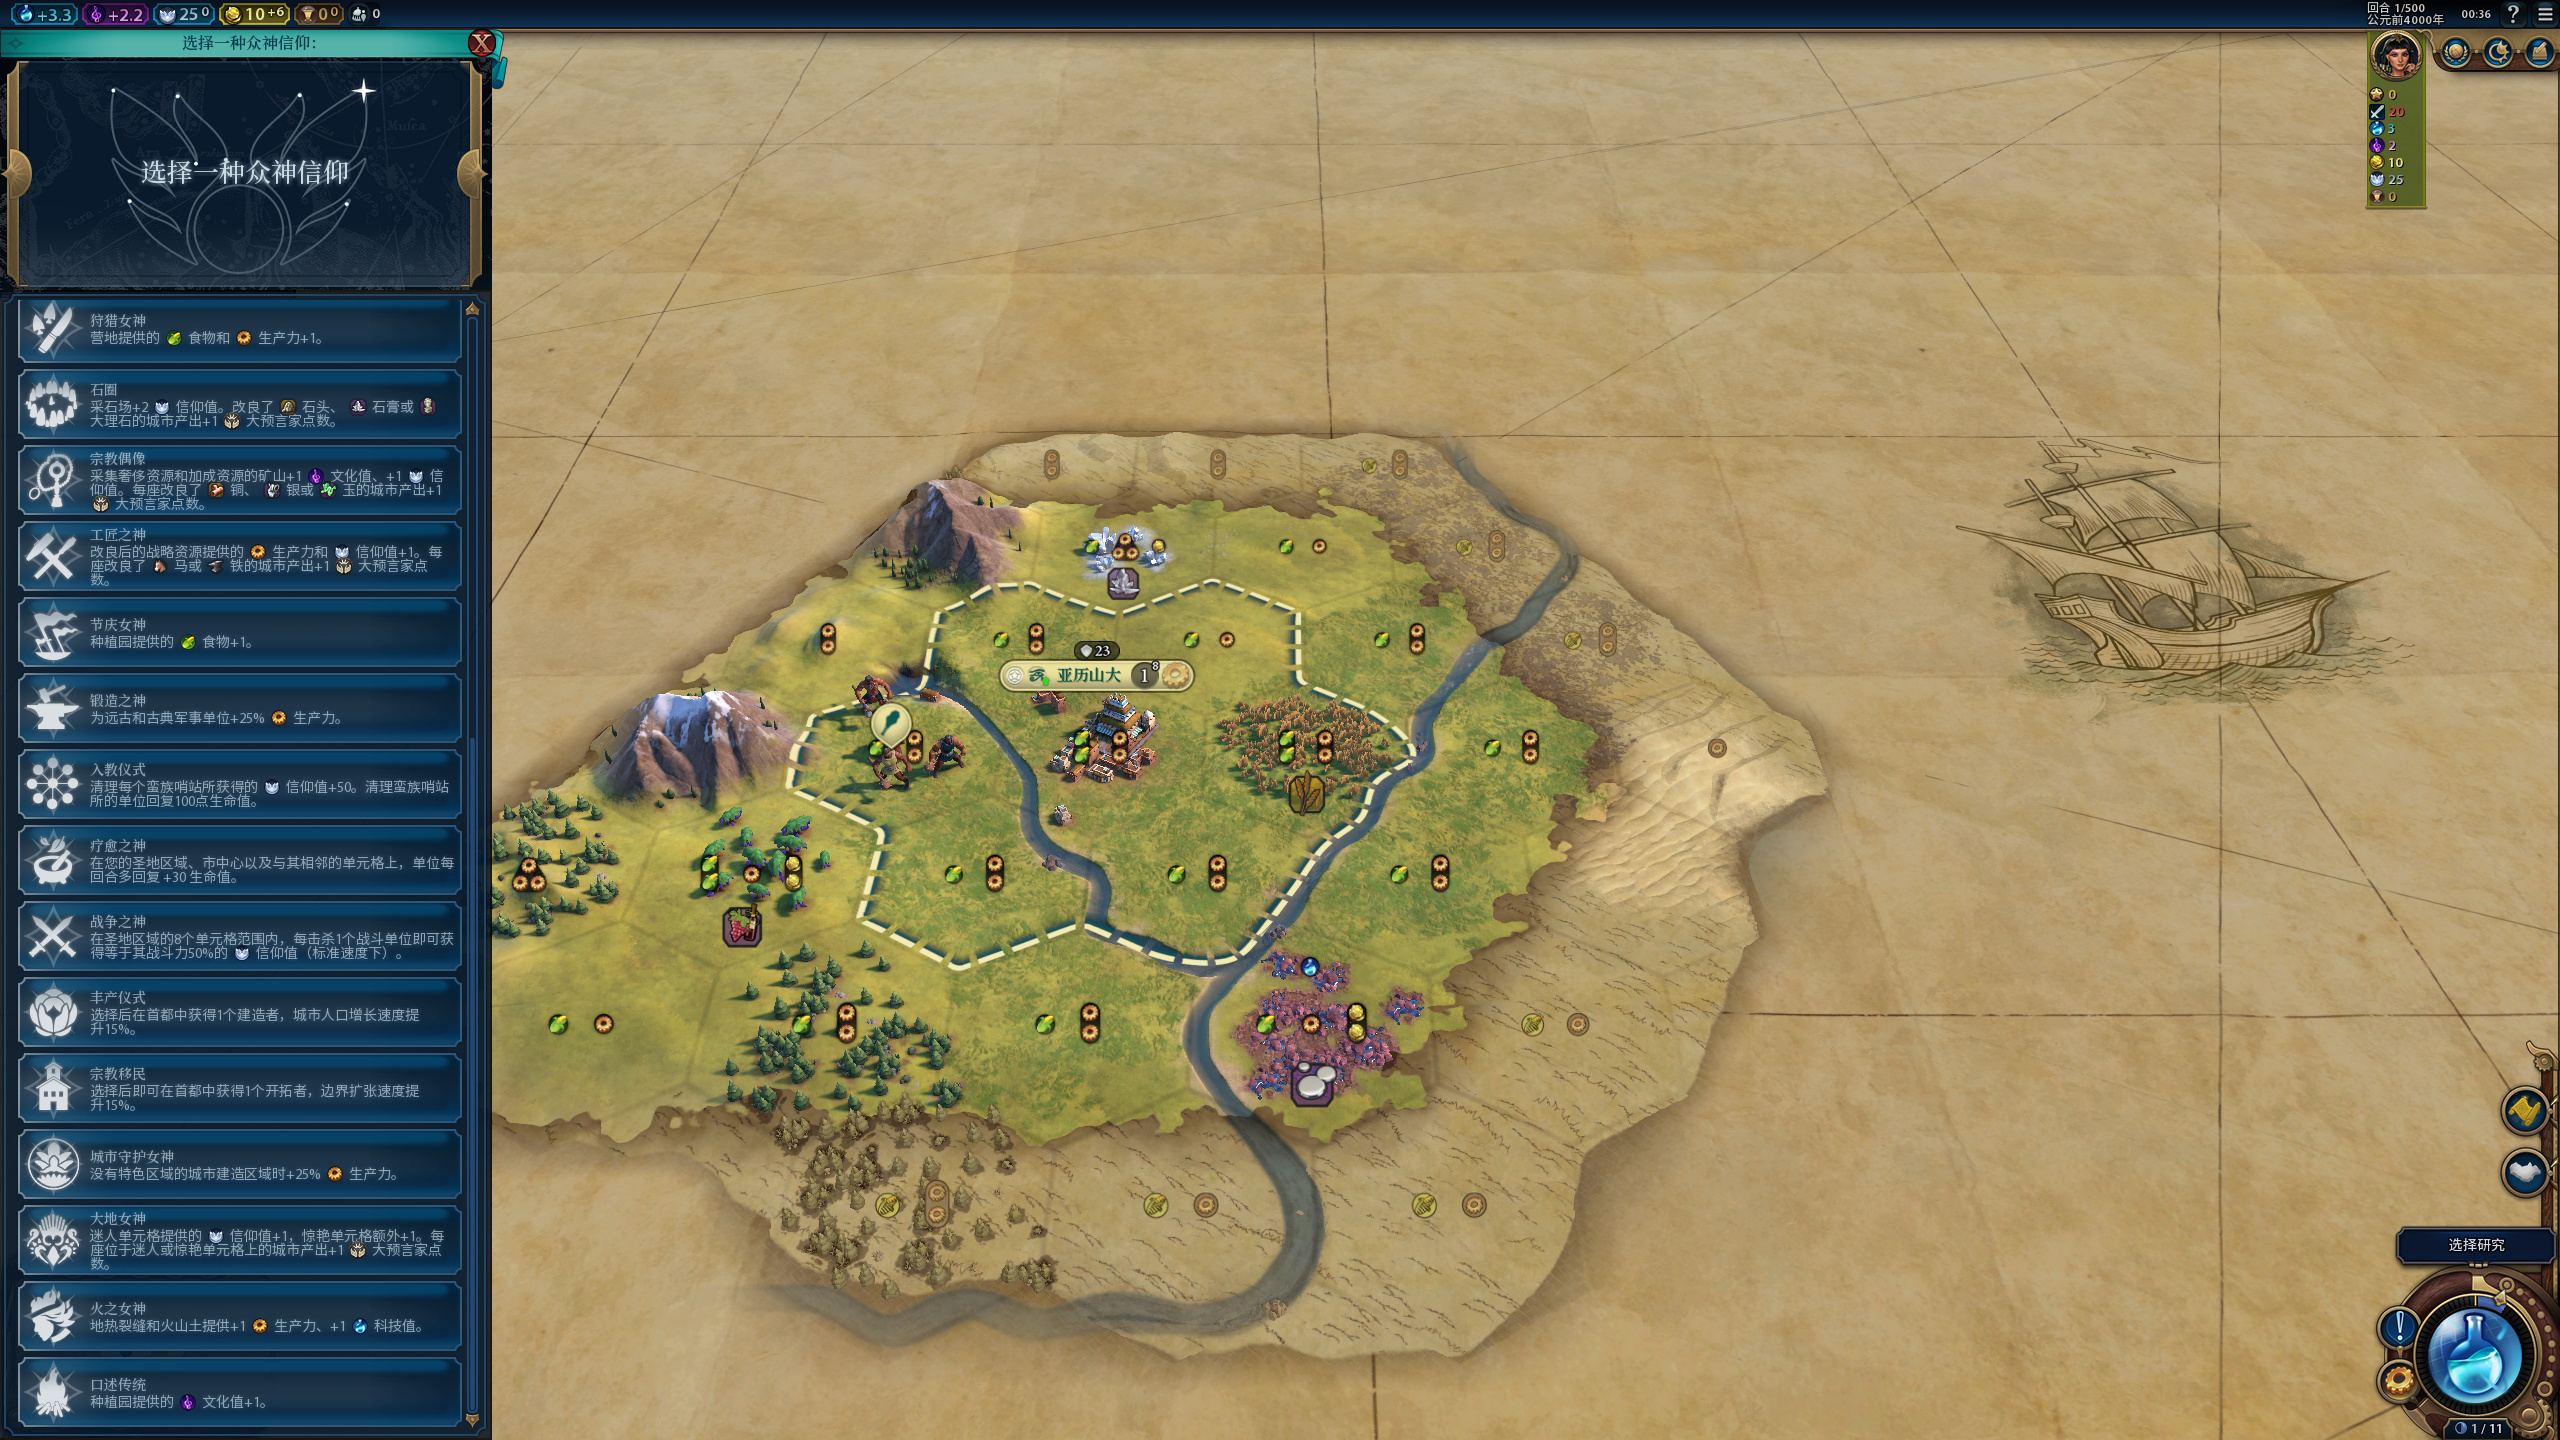 +3.3 +2.2 25 0 10 +6 0 0 0
回合 1/500
公元前4000年
00:36
?
选择一种众神信仰:
X
选择一种众神信仰
Musca
狩猎女神
营地提供的 食物和 生产力+1。
石圈
采石场+2 信仰值。改良了 石头、 石膏或
大理石的城市产出+1 大预言家点数。
宗教偶像
采集奢侈资源和加成资源的矿山+1 文化值、+1 信
仰值。每座改良了 铜、 银或 玉的城市产出+1
大预言家点数。
工匠之神
改良后的战略资源提供的 生产力和 信仰值+1。每
座改良了 马或 铁的城市产出+1 大预言家点
数。
节庆女神
种植园提供的 食物+1。
锻造之神
为远古和古典军事单位+25% 生产力。
入教仪式
清理每个蛮族哨站所获得的 信仰值+50。清理蛮族哨站
所的单位回复100点生命值。
疗愈之神
在您的圣地区域、市中心以及与其相邻的单元格上，单位每
回合多回复 +30 生命值。
战争之神
在圣地区域的8个单元格范围内，每击杀1个战斗单位即可获
得等于其战斗力50%的 信仰值（标准速度下）。
丰产仪式
选择后在首都中获得1个建造者，城市人口增长速度提
升15%。
宗教移民
选择后即可在首都中获得1个开拓者，边界扩张速度提
升15%。
城市守护女神
没有特色区域的城市建造区域时+25% 生产力。
大地女神
迷人单元格提供的 信仰值+1，惊艳单元格额外+1。每
座位于迷人或惊艳单元格上的城市产出+1 大预言家点
数。
火之女神
地热裂缝和火山土提供+1 生产力、+1 科技值。
口述传统
种植园提供的 文化值+1。
23
亚历山大 1 8
0
20
3
2
10
25
0
选择研究
1 / 11